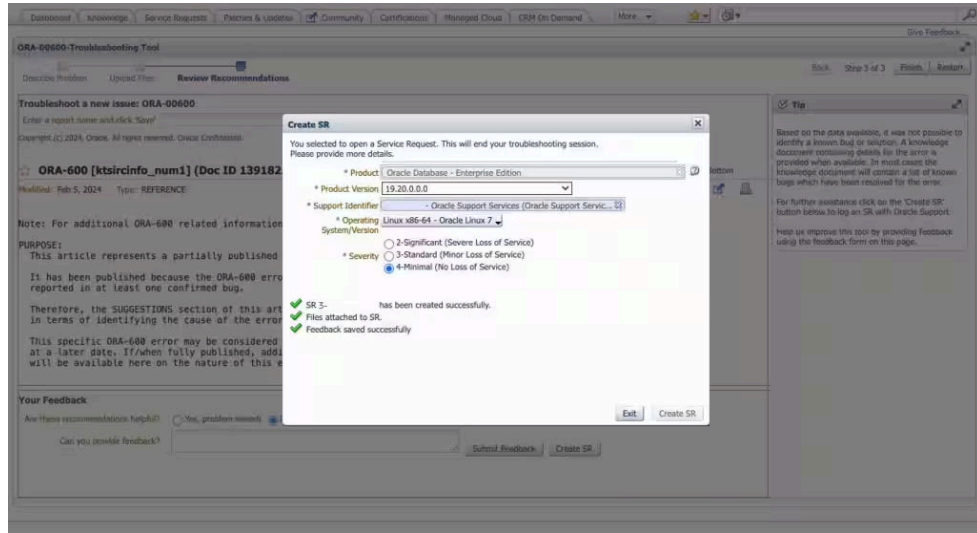 Dashboard Knowledge Service Requests Patches & Updates Community Certifications Managed Cloud CRM On Demand More...
Give Feedback...
ORA-00600-Troubleshooting Tool
Describe Problem Upload Files Review Recommendations
Back Step 3 of 3 Finish Restart
Troubleshoot a new issue: ORA-00600
Enter a report name and click 'Save'
Copyright (c) 2024, Oracle. All rights reserved. Oracle Confidential.
ORA-600 [ktsircinfo_num1] (Doc ID 139182
Bottom
Modified: Feb 5, 2024 Type: REFERENCE
Note: For additional ORA-600 related information
PURPOSE:
This article represents a partially published
It has been published because the ORA-600 erro
reported in at least one confirmed bug.
Therefore, the SUGGESTIONS section of this art
in terms of identifying the cause of the error
This specific ORA-600 error may be considered
at a later date. If/when fully published, addi
will be available here on the nature of this e
Your Feedback
Are these recommendations helpful? Yes, problem solved
Can you provide feedback?
Submit Feedback Create SR
Create SR
You selected to open a Service Request. This will end your troubleshooting session.
Please provide more details.
* Product Oracle Database - Enterprise Edition
* Product Version 19.20.0.0.0
* Support Identifier - Oracle Support Services (Oracle Support Servic...
* Operating System/Version Linux x86-64 - Oracle Linux 7
* Severity
2-Significant (Severe Loss of Service)
3-Standard (Minor Loss of Service)
4-Minimal (No Loss of Service)
SR 3- has been created successfully.
Files attached to SR.
Feedback saved successfully
Exit Create SR
Tip
Based on the data available, it was not possible to
identify a known bug or solution. A knowledge
document containing details for the error is
provided when available. In most cases the
knowledge document will contain a list of known
bugs which have been resolved for the error.
For further assistance click on the 'Create SR'
button below to log an SR with Oracle Support
Help us improve this tool by providing feedback
using the feedback form on this page.